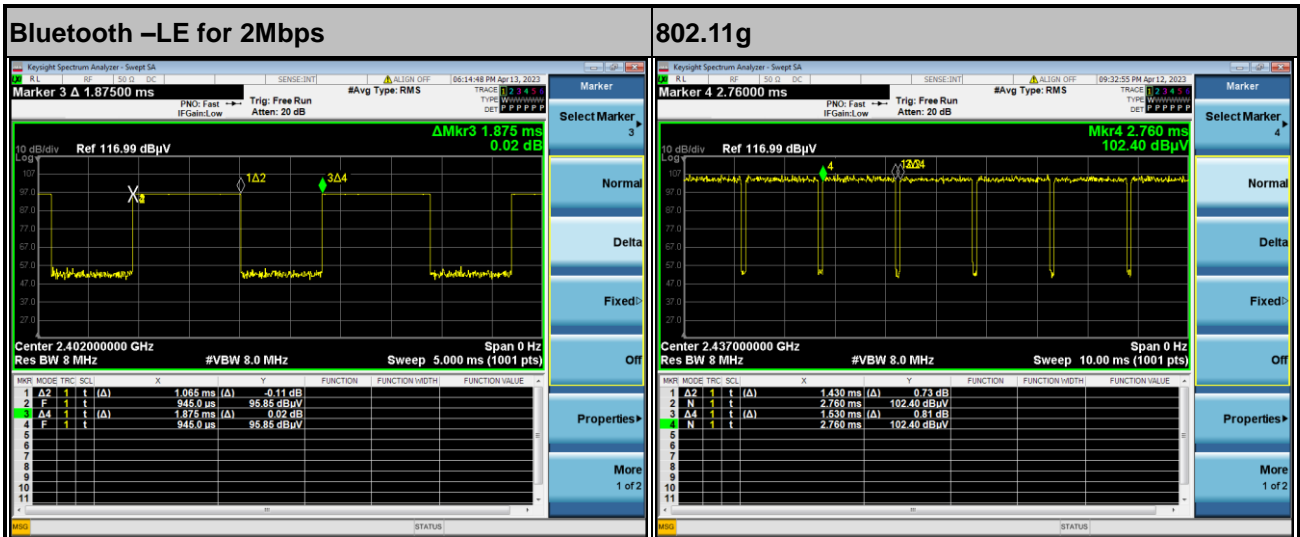 Bluetooth –LE for 2Mbps
Keysight Spectrum Analyzer - Swept SA
RL RF 50 Ω DC SENSE:INT ALIGN OFF 06:14:48 PM Apr 13, 2023
Marker 3 Δ 1.87500 ms
#Avg Type: RMS
TRACE 1 2 3 4 5 6
TYPE WWWWWW
DET P P P P P P
PNO: Fast Trig: Free Run
IFGain:Low Atten: 20 dB
ΔMkr3 1.875 ms
0.02 dB
10 dB/div Ref 116.99 dBµV
Log
107
97.0
87.0
77.0
67.0
57.0
47.0
37.0
27.0
X
1Δ2
3Δ4
Center 2.402000000 GHz Span 0 Hz
Res BW 8 MHz #VBW 8.0 MHz Sweep 5.000 ms (1001 pts)
MKR MODE TRC SCL X Y FUNCTION FUNCTION WIDTH FUNCTION VALUE
1 Δ2 1 t (Δ) 1.065 ms (Δ) -0.11 dB
2 F 1 t 945.0 µs 95.85 dBµV
3 Δ4 1 t (Δ) 1.875 ms (Δ) 0.02 dB
4 F 1 t 945.0 µs 95.85 dBµV
5
6
7
8
9
10
11
MSG STATUS
Marker
Select Marker
3
Normal
Delta
Fixed
Off
Properties
More
1 of 2
802.11g
Keysight Spectrum Analyzer - Swept SA
RL RF 50 Ω DC SENSE:INT ALIGN OFF 09:32:55 PM Apr 12, 2023
Marker 4 2.76000 ms
#Avg Type: RMS
TRACE 1 2 3 4 5 6
TYPE WWWWWW
DET P P P P P P
PNO: Fast Trig: Free Run
IFGain:Low Atten: 20 dB
Mkr4 2.760 ms
102.40 dBµV
10 dB/div Ref 116.99 dBµV
Log
107
97.0
87.0
77.0
67.0
57.0
47.0
37.0
27.0
4
Center 2.437000000 GHz Span 0 Hz
Res BW 8 MHz #VBW 8.0 MHz Sweep 10.00 ms (1001 pts)
MKR MODE TRC SCL X Y FUNCTION FUNCTION WIDTH FUNCTION VALUE
1 Δ2 1 t (Δ) 1.430 ms (Δ) 0.73 dB
2 N 1 t 2.760 ms 102.40 dBµV
3 Δ4 1 t (Δ) 1.530 ms (Δ) 0.81 dB
4 N 1 t 2.760 ms 102.40 dBµV
5
6
7
8
9
10
11
MSG STATUS
Marker
Select Marker
4
Normal
Delta
Fixed
Off
Properties
More
1 of 2